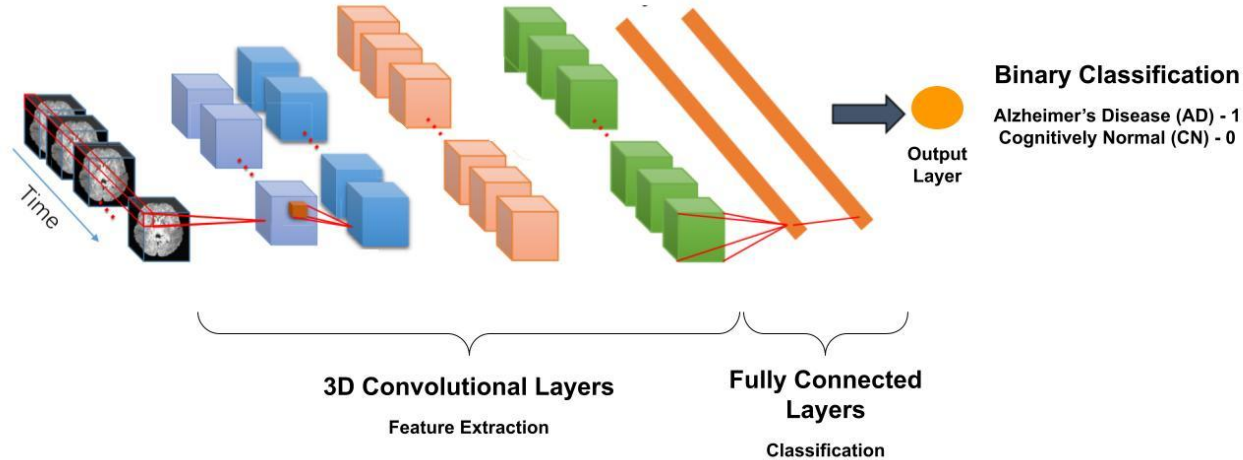 Time
Binary Classification
Alzheimer's Disease (AD) - 1
Cognitively Normal (CN) - 0
Output
Layer
3D Convolutional Layers
Feature Extraction
Fully Connected
Layers
Classification